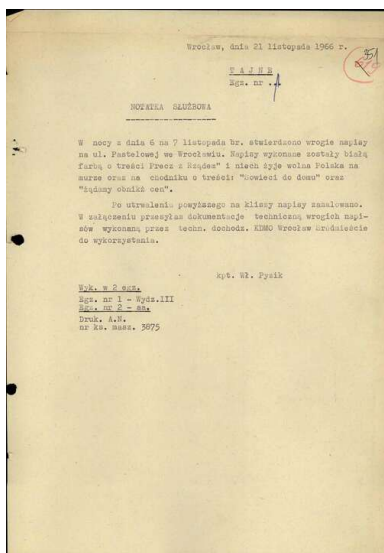 Wrocław, dnia 21 listopada 1966 r.
351
T A J N E
Egz. nr
NOTATKA SŁUŻBOWA
W nocy z dnia 6 na 7 listopada br. stwierdzono wrogie napisy
na ul. Pastelowej we Wrocławiu. Napisy wykonane zostały białą
farbą o treści Precz z Rządem" i niech żyje wolna Polska na
murze oraz na chodniku o treści: "Sowieci do domu" oraz
"żądamy obniżk cen".
Po utrwaleniu powyższego na kliszy napisy zamalowano.
W załączeniu przesyłam dokumentacje techniczną wrogich napi-
sów wykonaną przez techn. dochodz. KDMO Wrocław Śródmieście
do wykorzystania.
kpt. Wł. Pyzik
Wyk. w 2 egz.
Egz. nr 1 - Wydz.III
Egz. nr 2 - aa.
Druk. A.M.
nr ks. masz. 3875